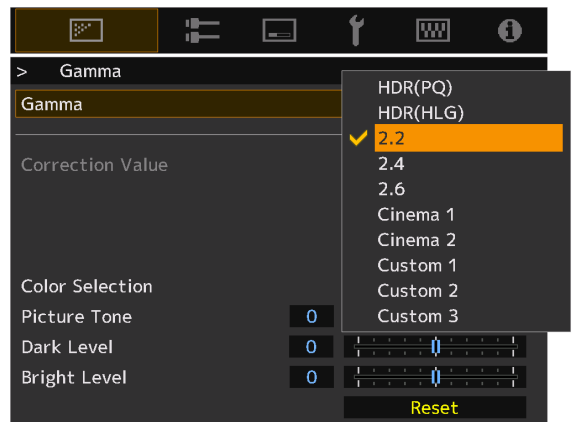 > Gamma
Gamma
HDR(PQ)
HDR(HLG)
2.2
2.4
2.6
Cinema 1
Cinema 2
Custom 1
Custom 2
Custom 3
Correction Value
Color Selection
Picture Tone 0
Dark Level 0
Bright Level 0
Reset